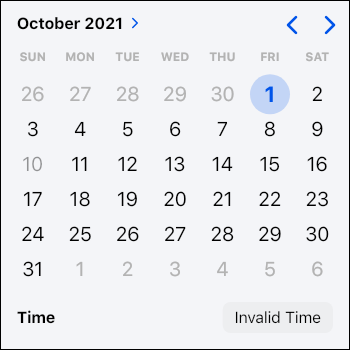 October 2021
SUN MON TUE WED THU FRI SAT
26 27 28 29 30 1 2
3 4 5 6 7 8 9
10 11 12 13 14 15 16
17 18 19 20 21 22 23
24 25 26 27 28 29 30
31 1 2 3 4 5 6
Time Invalid Time